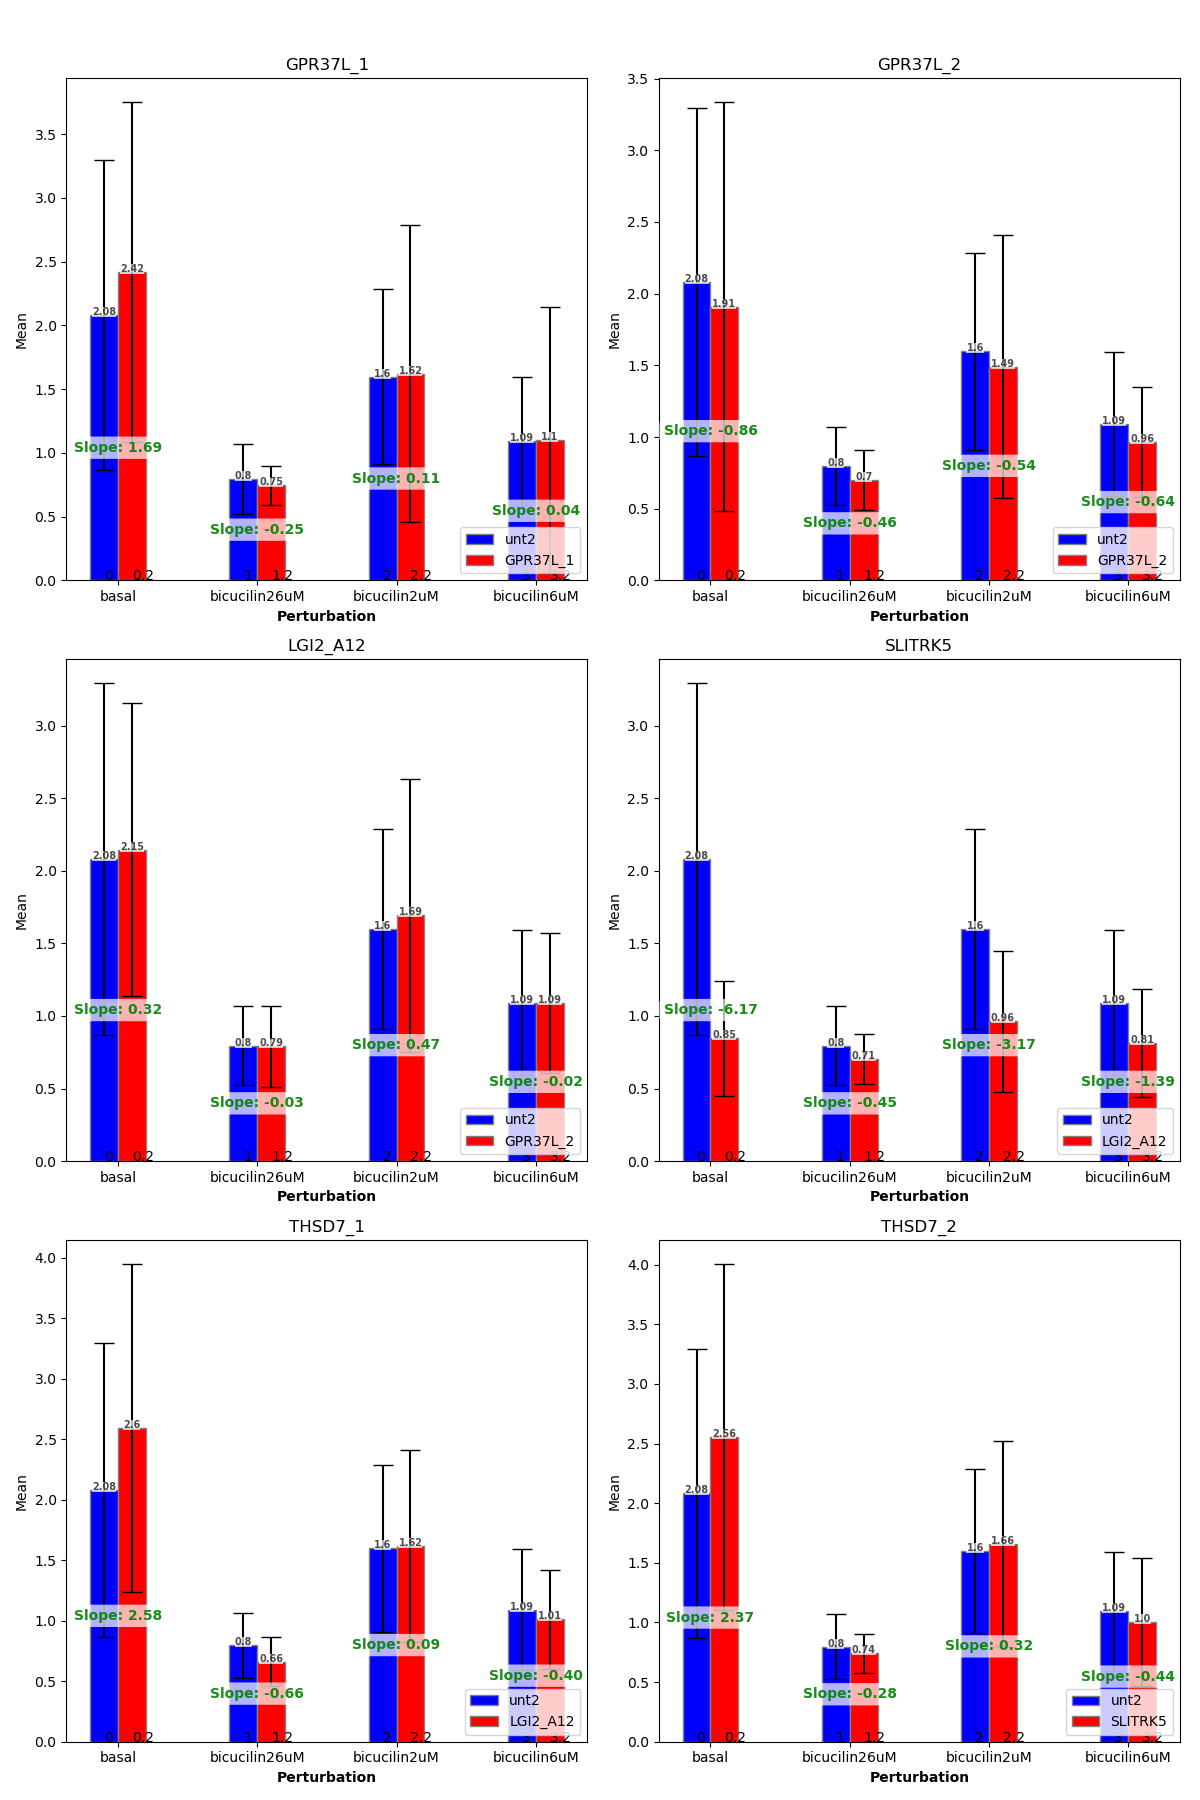 GPR37L_1
3.5
3.0
2.5
2.0
1.5
1.0
0.5
0.0
Mean
2.08
2.42
0.8
0.75
1.6
1.62
1.09
1.1
Slope: 1.69
Slope: -0.25
Slope: 0.11
Slope: 0.04
unt2
GPR37L_1
0 0.2 1 1.2 2 2.2 3 3.2
basal bicucilin26uM bicucilin2uM bicucilin6uM
Perturbation
GPR37L_2
3.5
3.0
2.5
2.0
1.5
1.0
0.5
0.0
Mean
2.08
1.91
0.8
0.7
1.6
1.49
1.09
0.96
Slope: -0.86
Slope: -0.46
Slope: -0.54
Slope: -0.64
unt2
GPR37L_2
0 0.2 1 1.2 2 2.2 3 3.2
basal bicucilin26uM bicucilin2uM bicucilin6uM
Perturbation
LGI2_A12
3.0
2.5
2.0
1.5
1.0
0.5
0.0
Mean
2.08
2.15
0.8
0.79
1.6
1.69
1.09
1.09
Slope: 0.32
Slope: -0.03
Slope: 0.47
Slope: -0.02
unt2
GPR37L_2
0 0.2 1 1.2 2 2.2 3 3.2
basal bicucilin26uM bicucilin2uM bicucilin6uM
Perturbation
SLITRK5
3.0
2.5
2.0
1.5
1.0
0.5
0.0
Mean
2.08
0.85
0.8
0.71
1.6
0.96
1.09
0.81
Slope: -6.17
Slope: -0.45
Slope: -3.17
Slope: -1.39
unt2
LGI2_A12
0 0.2 1 1.2 2 2.2 3 3.2
basal bicucilin26uM bicucilin2uM bicucilin6uM
Perturbation
THSD7_1
4.0
3.5
3.0
2.5
2.0
1.5
1.0
0.5
0.0
Mean
2.08
2.6
0.8
0.66
1.6
1.62
1.09
1.01
Slope: 2.58
Slope: -0.66
Slope: 0.09
Slope: -0.40
unt2
LGI2_A12
0 0.2 1 1.2 2 2.2 3 3.2
basal bicucilin26uM bicucilin2uM bicucilin6uM
Perturbation
THSD7_2
4.0
3.5
3.0
2.5
2.0
1.5
1.0
0.5
0.0
Mean
2.08
2.56
0.8
0.74
1.6
1.66
1.09
1.0
Slope: 2.37
Slope: -0.28
Slope: 0.32
Slope: -0.44
unt2
SLITRK5
0 0.2 1 1.2 2 2.2 3 3.2
basal bicucilin26uM bicucilin2uM bicucilin6uM
Perturbation